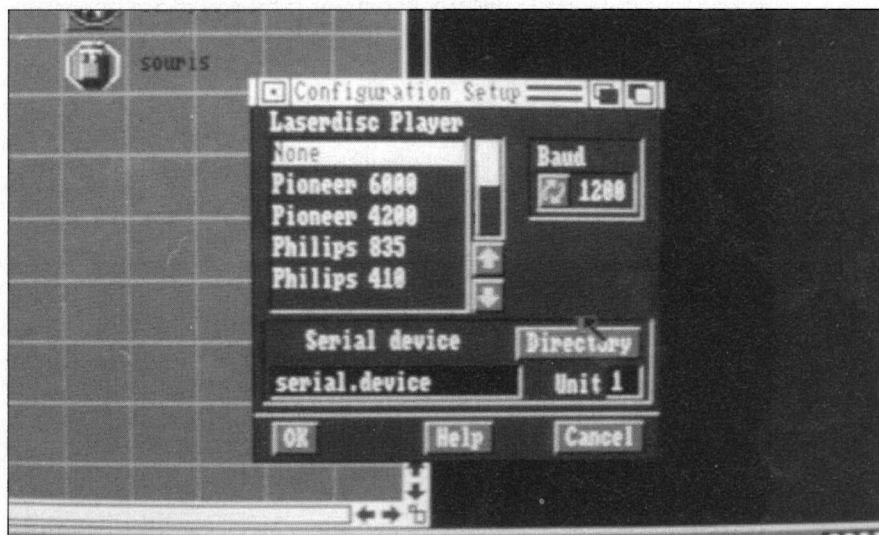 souris
Configuration Setup
Laserdisc Player
None
Pioneer 6000
Pioneer 4200
Philips 835
Philips 410
Baud
1200
Serial device
Directory
serial.device
Unit 1
OK
Help
Cancel